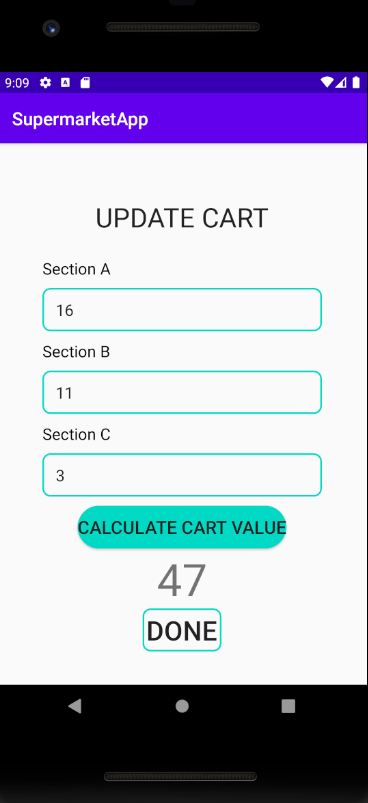 9:09
SupermarketApp
UPDATE CART
Section A
16
Section B
11
Section C
3
CALCULATE CART VALUE
47
DONE